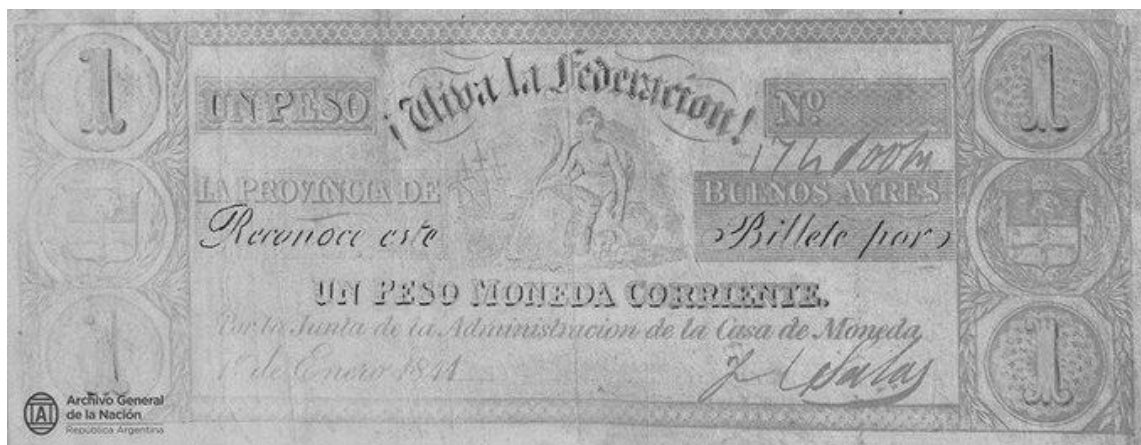 1
1
UN PESO
¡Viva la Federacion!
Nº
LA PROVINCIA DE
BUENOS AYRES
Reconoce este
Billete por
UN PESO MONEDA CORRIENTE.
Por la Junta de la Administracion de la Casa de Moneda
1º de Enero 1841
1
1
Archivo General
de la Nación
República Argentina